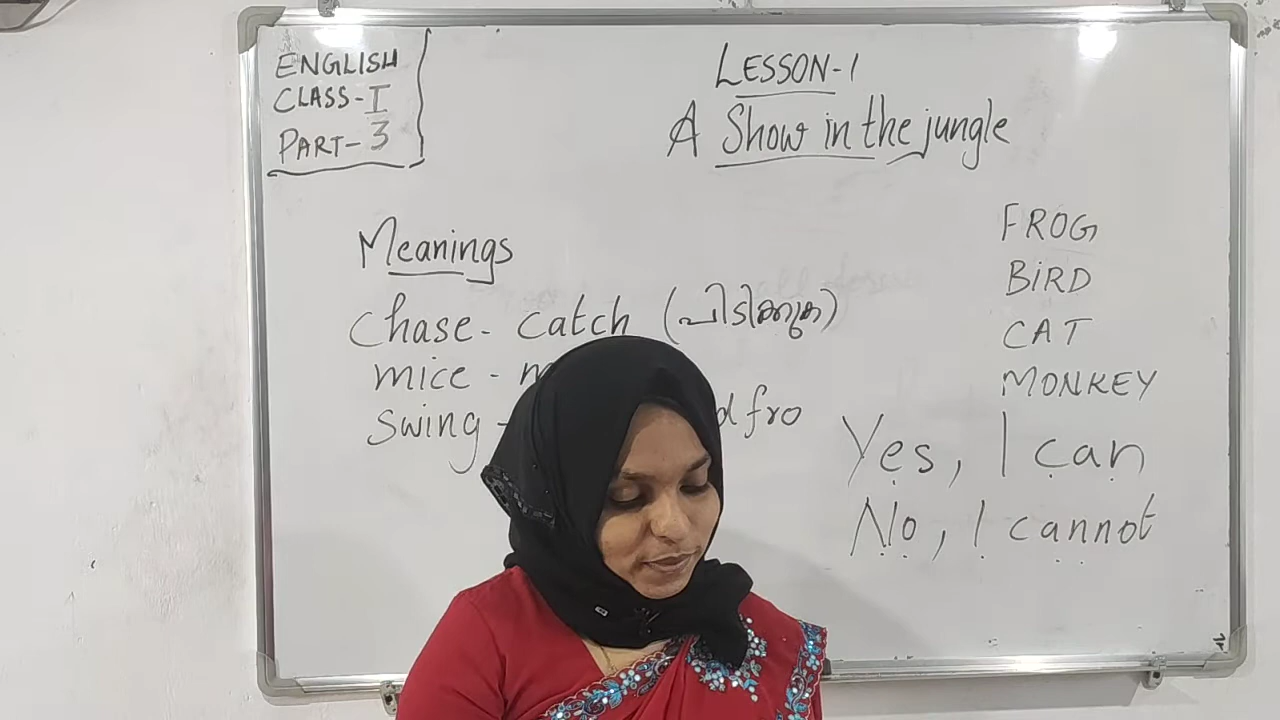 ENGLISH
CLASS-I
PART-3
LESSON-1
A Show in the jungle
Meanings
Chase- catch (പിടിക്കുക)
mice -
Swing -
fro
FROG
BiRD
CAT
MONKEY
Yes, I can
No, I cannot